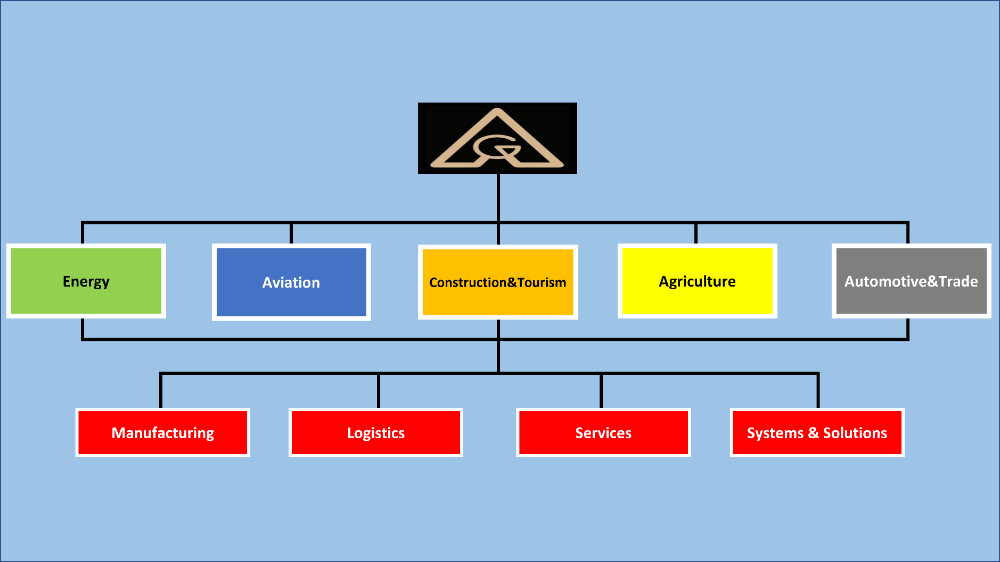 G
Energy
Aviation
Construction&Tourism
Agriculture
Automotive&Trade
Manufacturing
Logistics
Services
Systems & Solutions